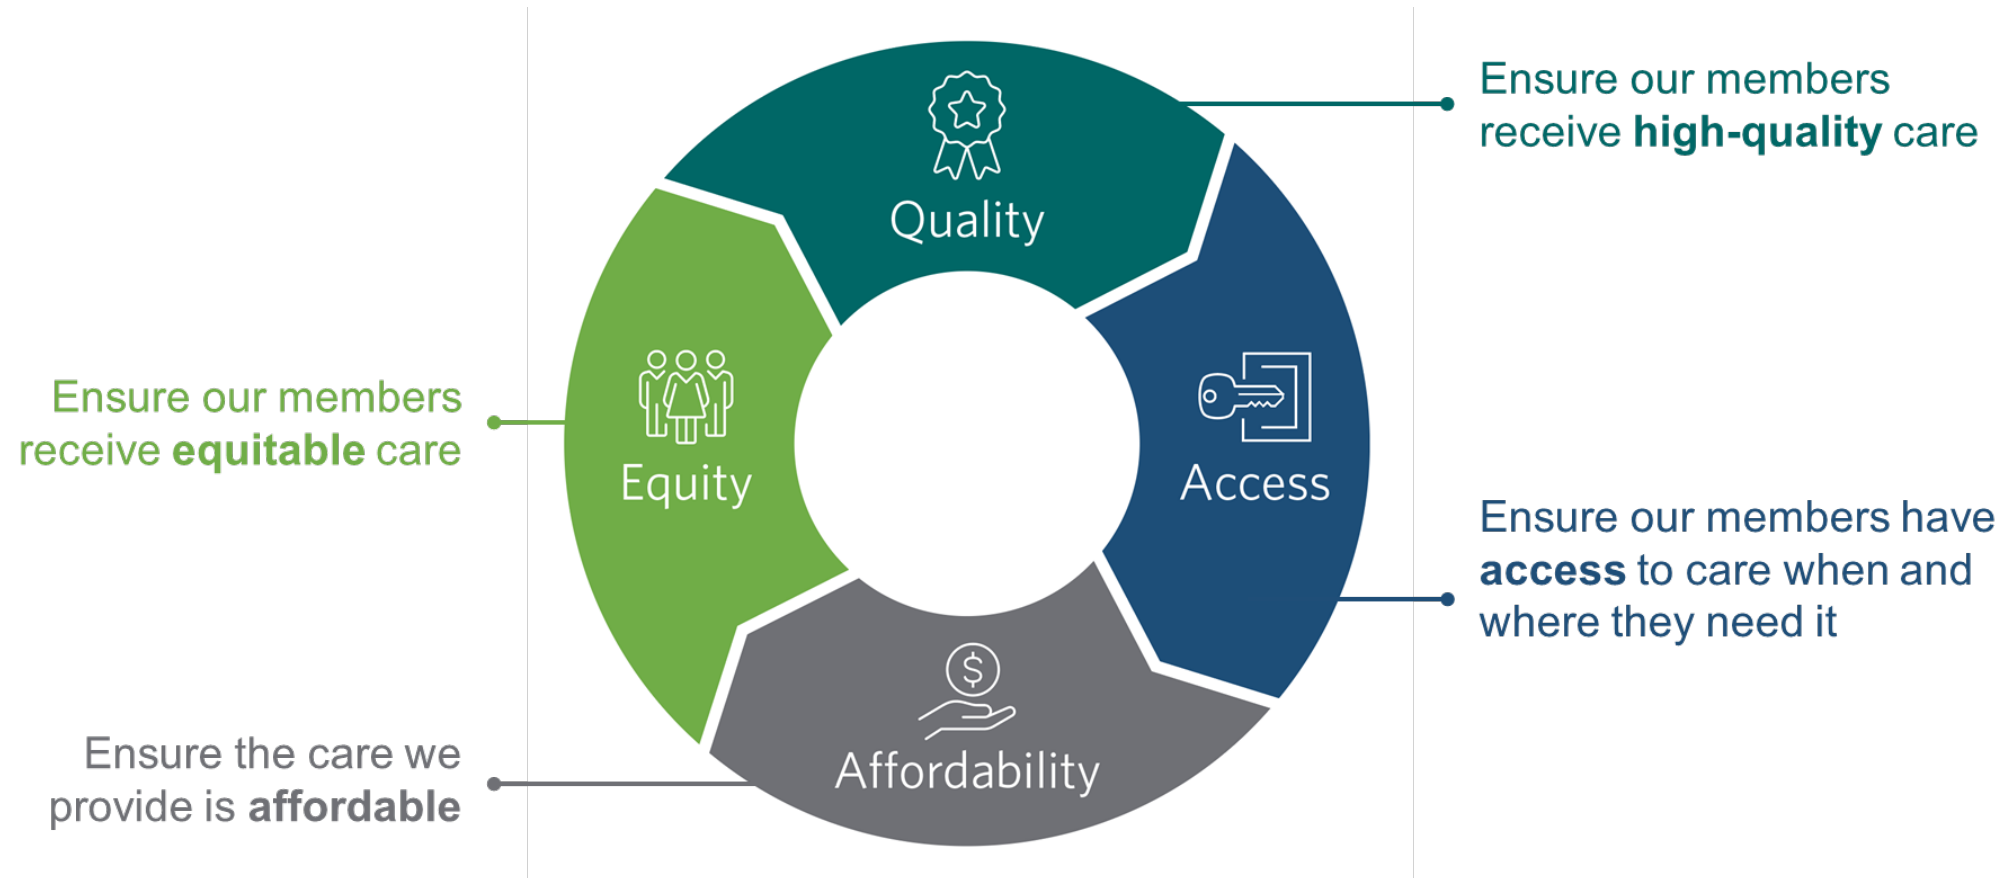 Quality
Ensure our members
receive high-quality care
Access
Ensure our members have
access to care when and
where they need it
Affordability
Ensure the care we
provide is affordable
Equity
Ensure our members
receive equitable care
$